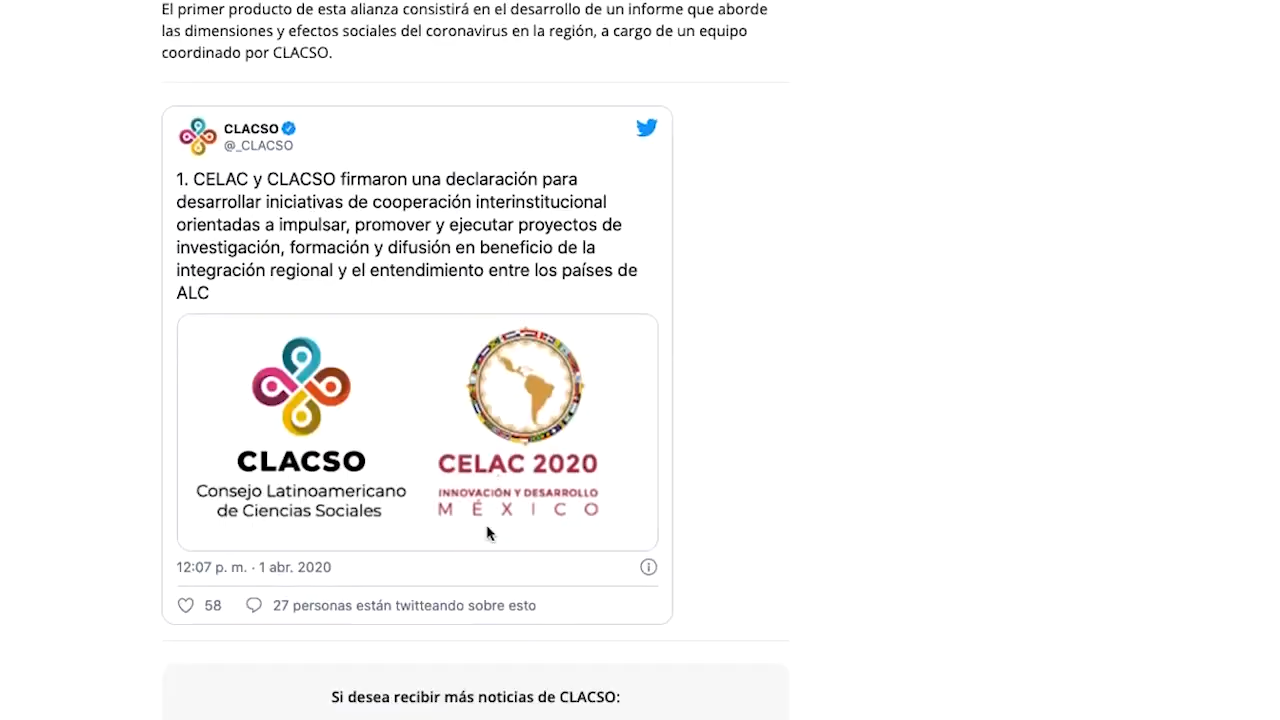 El primer producto de esta alianza consistirá en el desarrollo de un informe que aborde
las dimensiones y efectos sociales del coronavirus en la región, a cargo de un equipo
coordinado por CLACSO.
CLACSO
@_CLACSO
1. CELAC y CLACSO firmaron una declaración para
desarrollar iniciativas de cooperación interinstitucional
orientadas a impulsar, promover y ejecutar proyectos de
investigación, formación y difusión en beneficio de la
integración regional y el entendimiento entre los países de
ALC
CLACSO
Consejo Latinoamericano
de Ciencias Sociales
CELAC 2020
INNOVACIÓN Y DESARROLLO
MÉXICO
12:07 p. m. · 1 abr. 2020
58
27 personas están twitteando sobre esto
Si desea recibir más noticias de CLACSO: